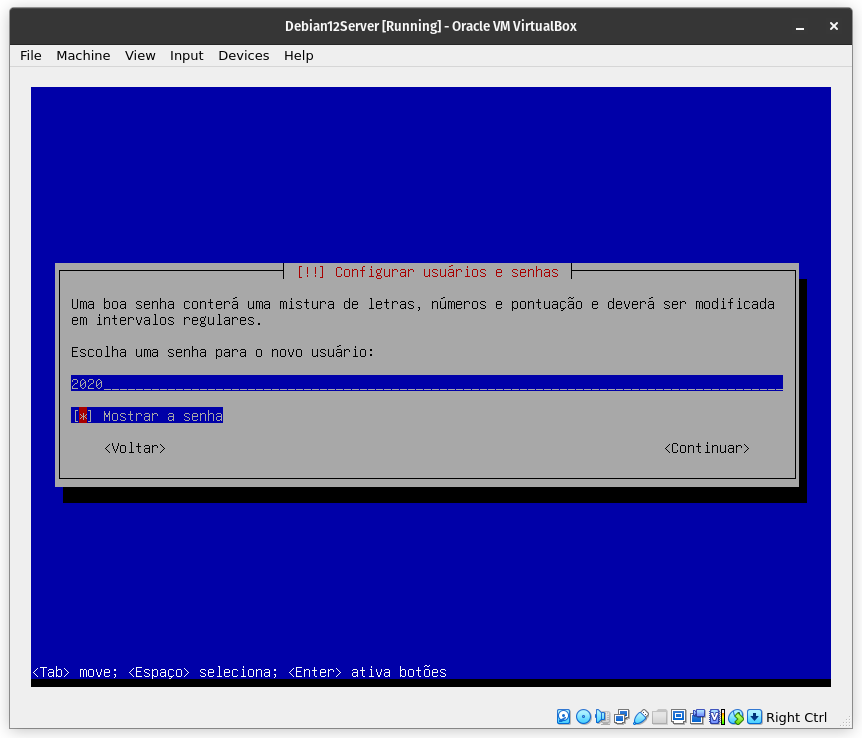 Debian12Server [Running] - Oracle VM VirtualBox
File Machine View Input Devices Help
[!!] Configurar usuários e senhas
Uma boa senha conterá uma mistura de letras, números e pontuação e deverá ser modificada
em intervalos regulares.
Escolha uma senha para o novo usuário:
2020
[*] Mostrar a senha
<Voltar> <Continuar>
<Tab> move; <Espaço> seleciona; <Enter> ativa botões
Right Ctrl